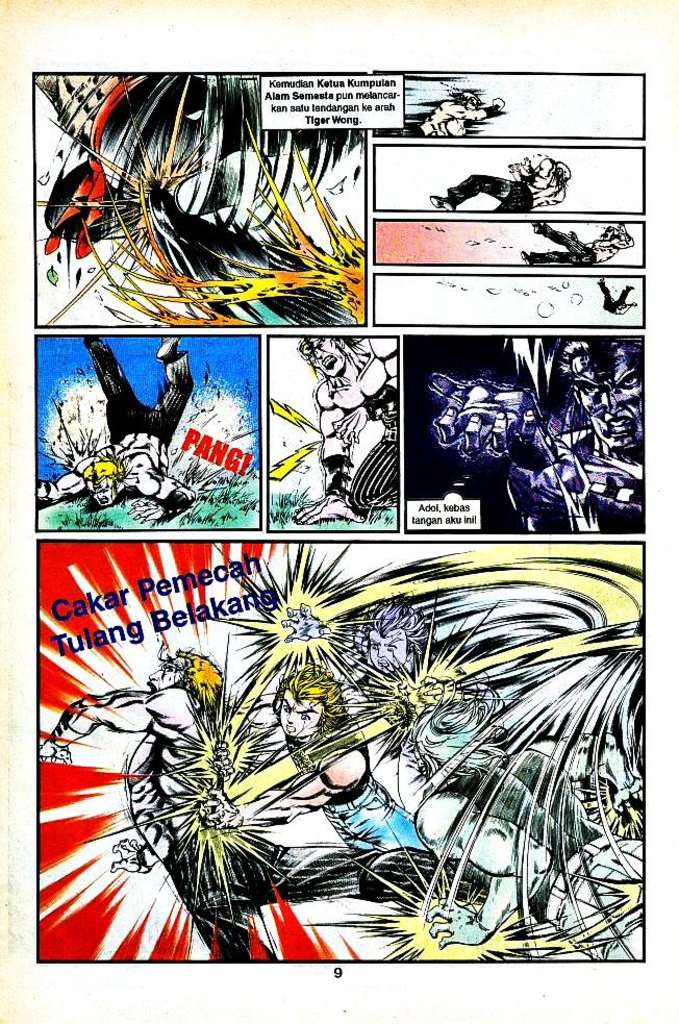 Kemudian Ketua Kumpulan
Alam Semesta pun melancar-
kan satu tendangan ke arah
Tiger Wong.
PANG!
Adoi, kebas
tangan aku ini!
Cakar Pemecah
Tulang Belakang
9